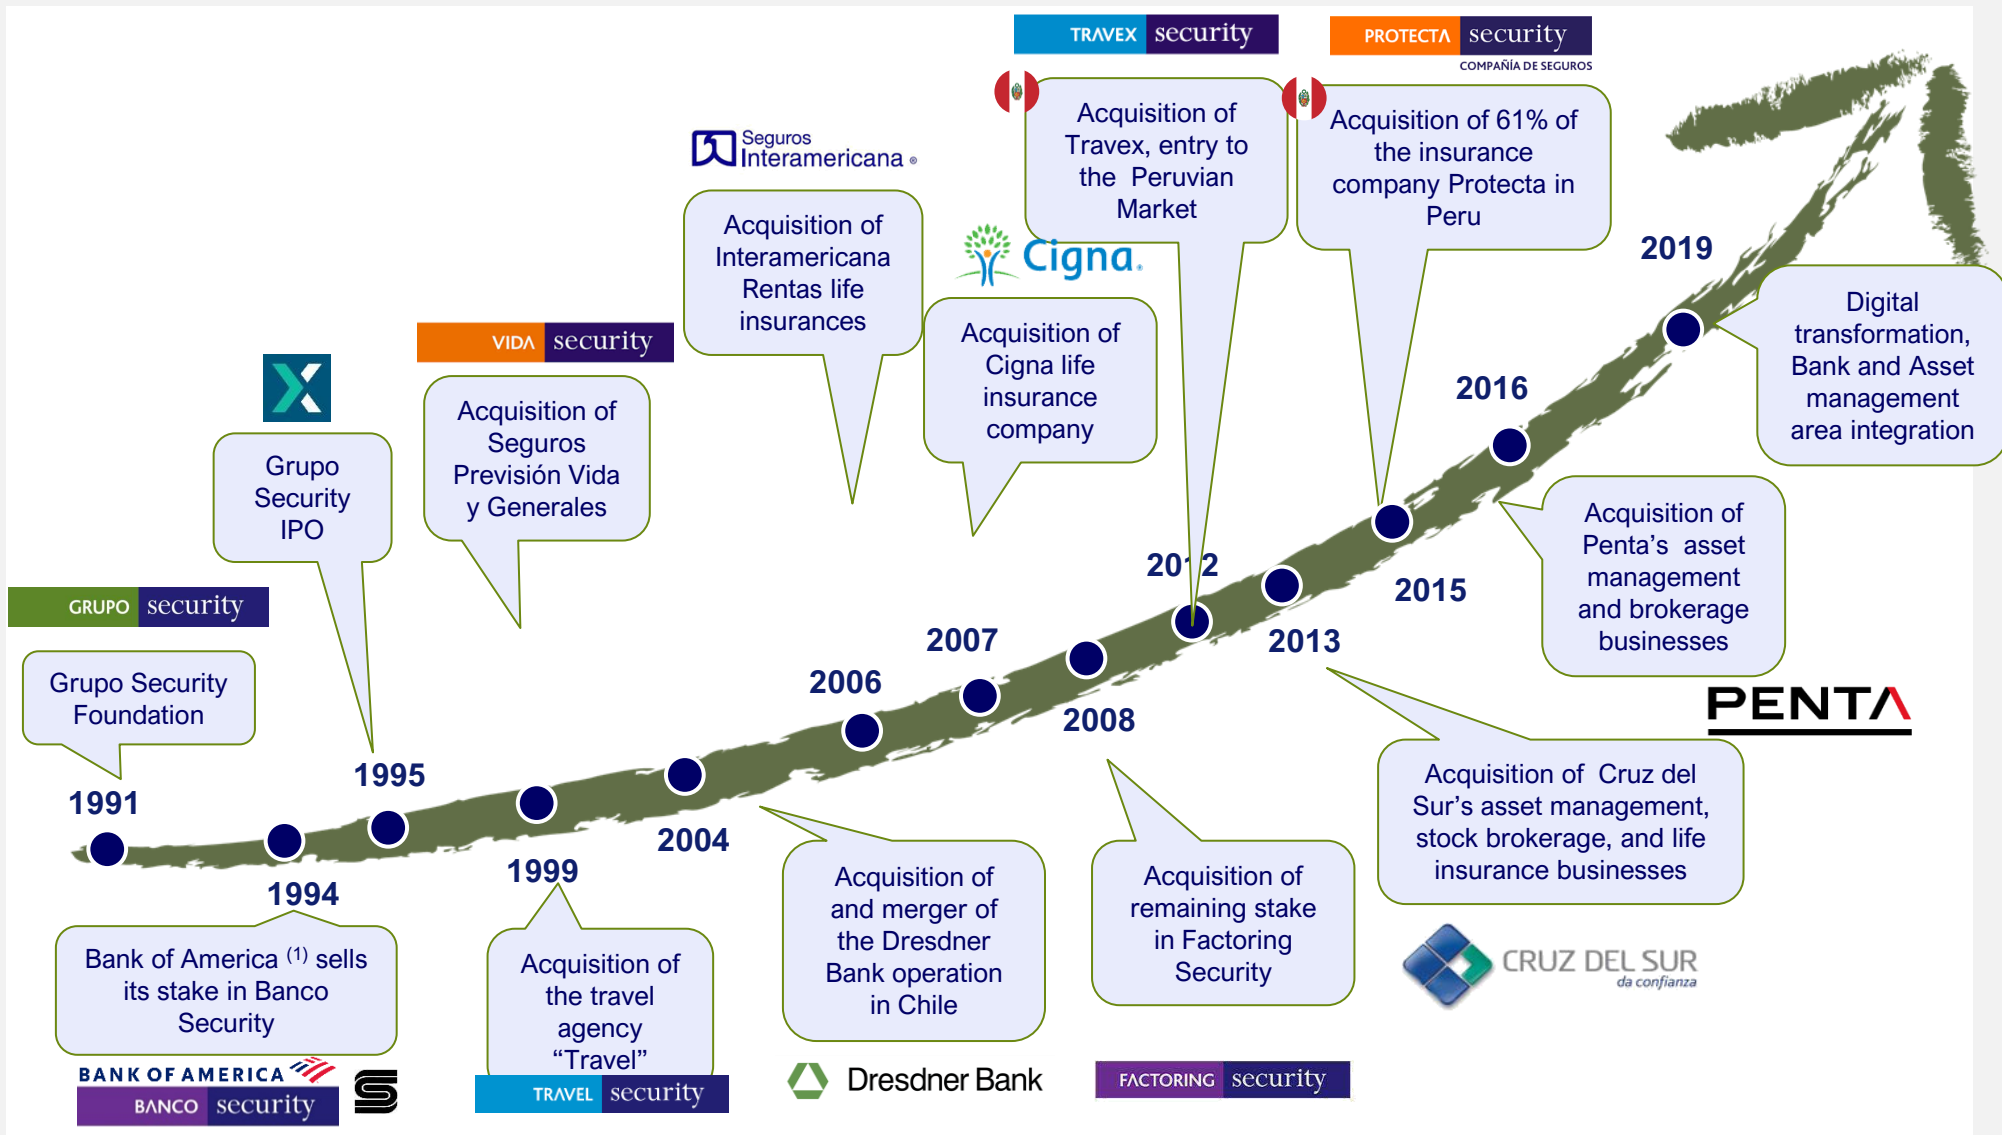 TRΛVEX security
PROTECTΛ security
COMPAÑÍA DE SEGUROS
Acquisition of
Travex, entry to
the Peruvian
Market
Acquisition of 61% of
the insurance
company Protecta in
Peru
Seguros
Interamericana ®
Acquisition of
Interamericana
Rentas life
insurances
Cigna.
Acquisition of
Cigna life
insurance
company
2019
Digital
transformation,
Bank and Asset
management
area integration
VIDΛ security
Acquisition of
Seguros
Previsión Vida
y Generales
Grupo
Security
IPO
2016
Acquisition of
Penta’s asset
management
and brokerage
businesses
PENTΛ
GRUPO security
Grupo Security
Foundation
1991
1994
1995
1999
2004
2006
2007
2008
2012
2013
2015
Bank of America (1) sells
its stake in Banco
Security
BANK OF AMERICA
BΛNCO security
Acquisition of
the travel
agency
“Travel”
TRΛVEL security
Acquisition of
and merger of
the Dresdner
Bank operation
in Chile
Dresdner Bank
Acquisition of
remaining stake
in Factoring
Security
FΛCTORING security
Acquisition of Cruz del
Sur’s asset management,
stock brokerage, and life
insurance businesses
CRUZ DEL SUR
da confianza